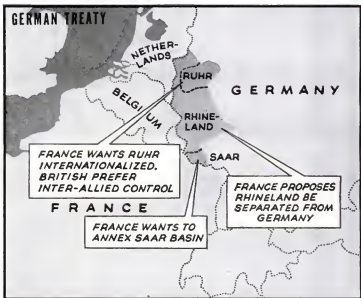 GERMAN TREATY
NETHER-
LANDS
RUHR
GERMANY
BELGIUM
RHINE-
LAND
SAAR
FRANCE WANTS RUHR
INTERNATIONALIZED.
BRITISH PREFER
INTER-ALLIED CONTROL
FRANCE PROPOSES
RHINELAND BE
SEPARATED FROM
GERMANY
FRANCE
FRANCE WANTS TO
ANNEX SAAR BASIN